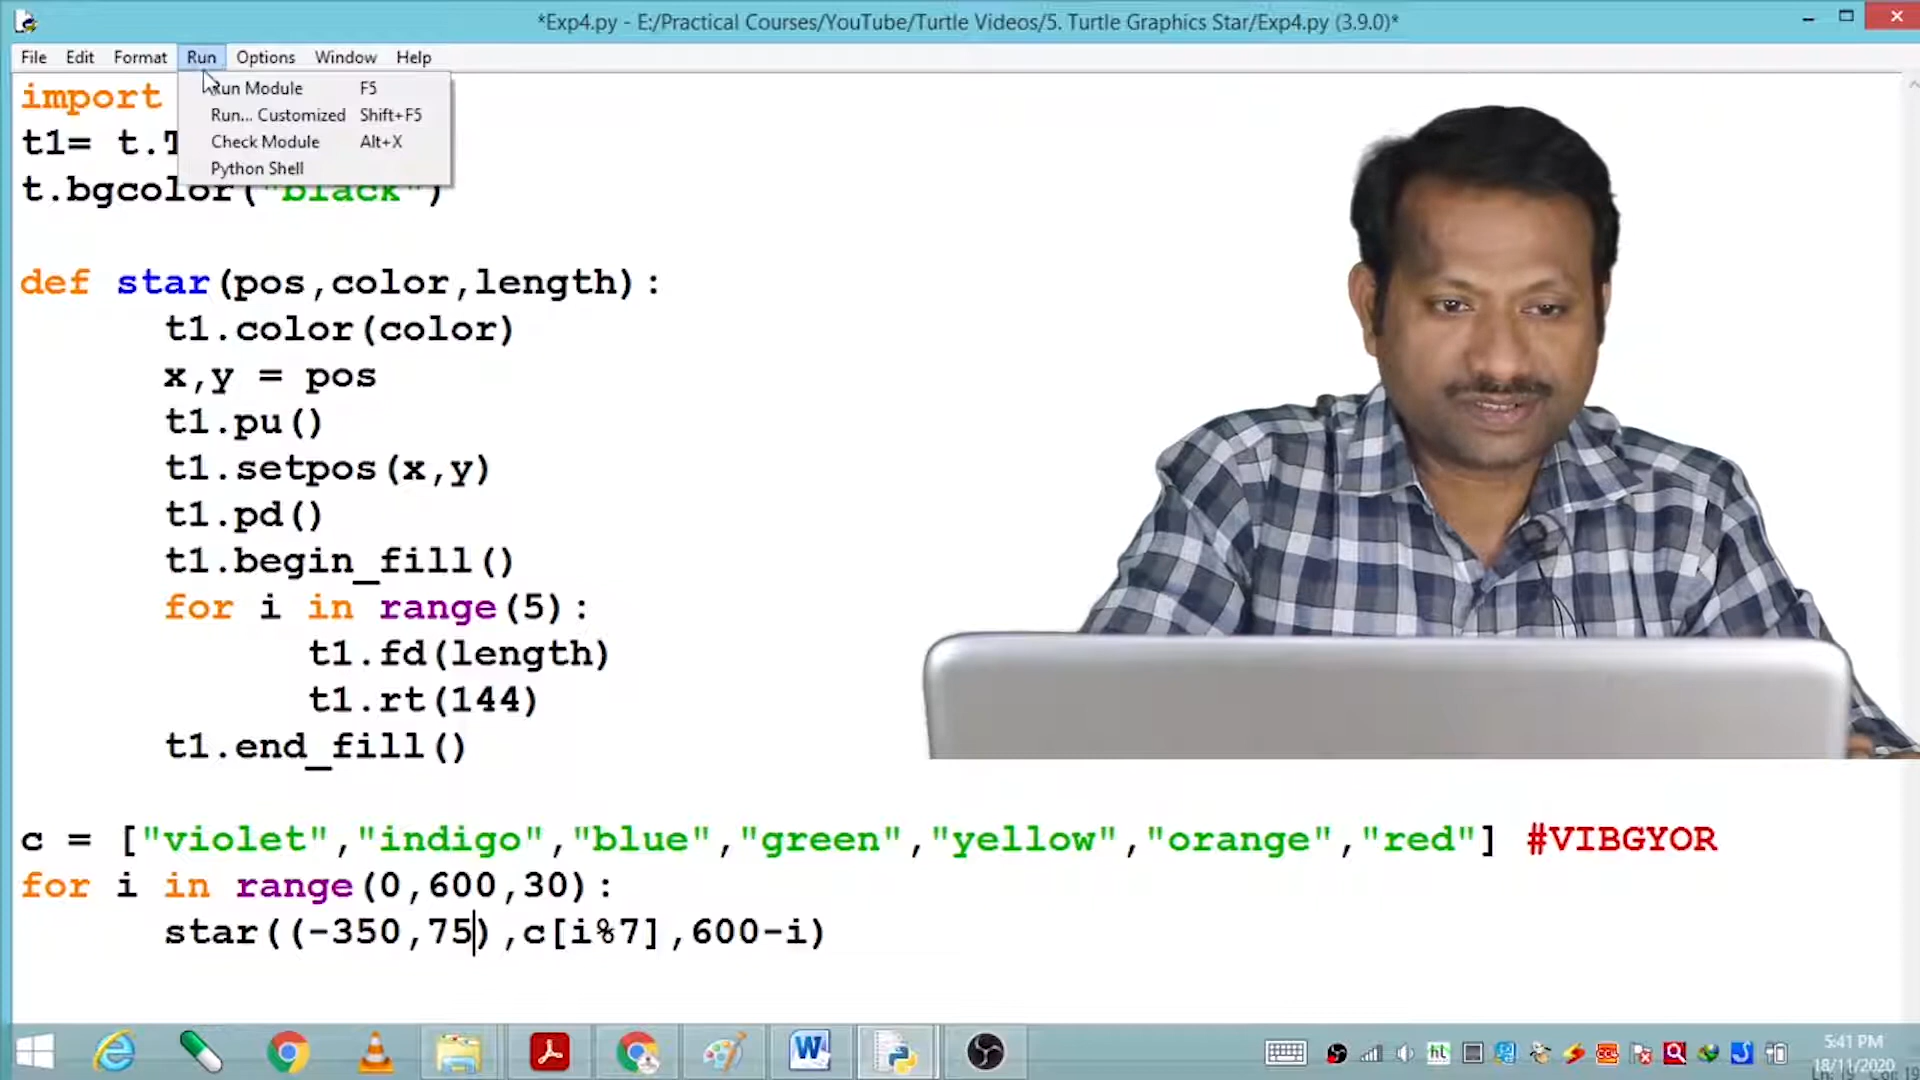 *Exp4.py - E:/Practical Courses/YouTube/Turtle Videos/5. Turtle Graphics Star/Exp4.py (3.9.0)*
File Edit Format Run Options Window Help
Run Module F5
Run... Customized Shift+F5
Check Module Alt+X
Python Shell
import
t1= t.T
t.bgcolor("black")
def star(pos,color,length):
t1.color(color)
x,y = pos
t1.pu()
t1.setpos(x,y)
t1.pd()
t1.begin_fill()
for i in range(5):
t1.fd(length)
t1.rt(144)
t1.end_fill()
c = ["violet","indigo","blue","green","yellow","orange","red"] #VIBGYOR
for i in range(0,600,30):
star((-350,75),c[i%7],600-i)
5:41 PM
18/11/2020